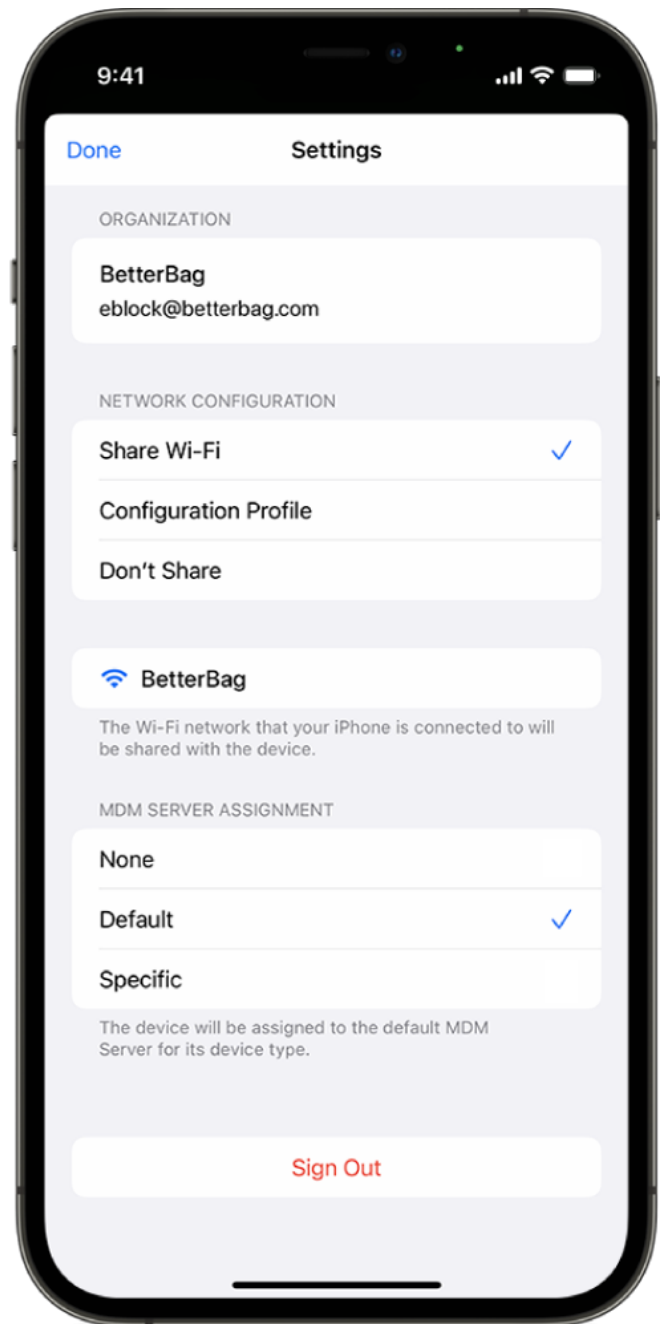 9:41
Done
Settings
ORGANIZATION
BetterBag
eblock@betterbag.com
NETWORK CONFIGURATION
Share Wi-Fi
Configuration Profile
Don’t Share
BetterBag
The Wi-Fi network that your iPhone is connected to will
be shared with the device.
MDM SERVER ASSIGNMENT
None
Default
Specific
The device will be assigned to the default MDM
Server for its device type.
Sign Out